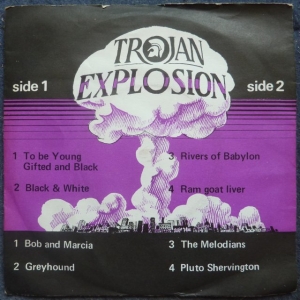 TROJAN
EXPLOSION
side 1
side 2
1 To be Young
Gifted and Black
2 Black & White
3 Rivers of Babylon
4 Ram goat liver
1 Bob and Marcia
2 Greyhound
3 The Melodians
4 Pluto Shervington